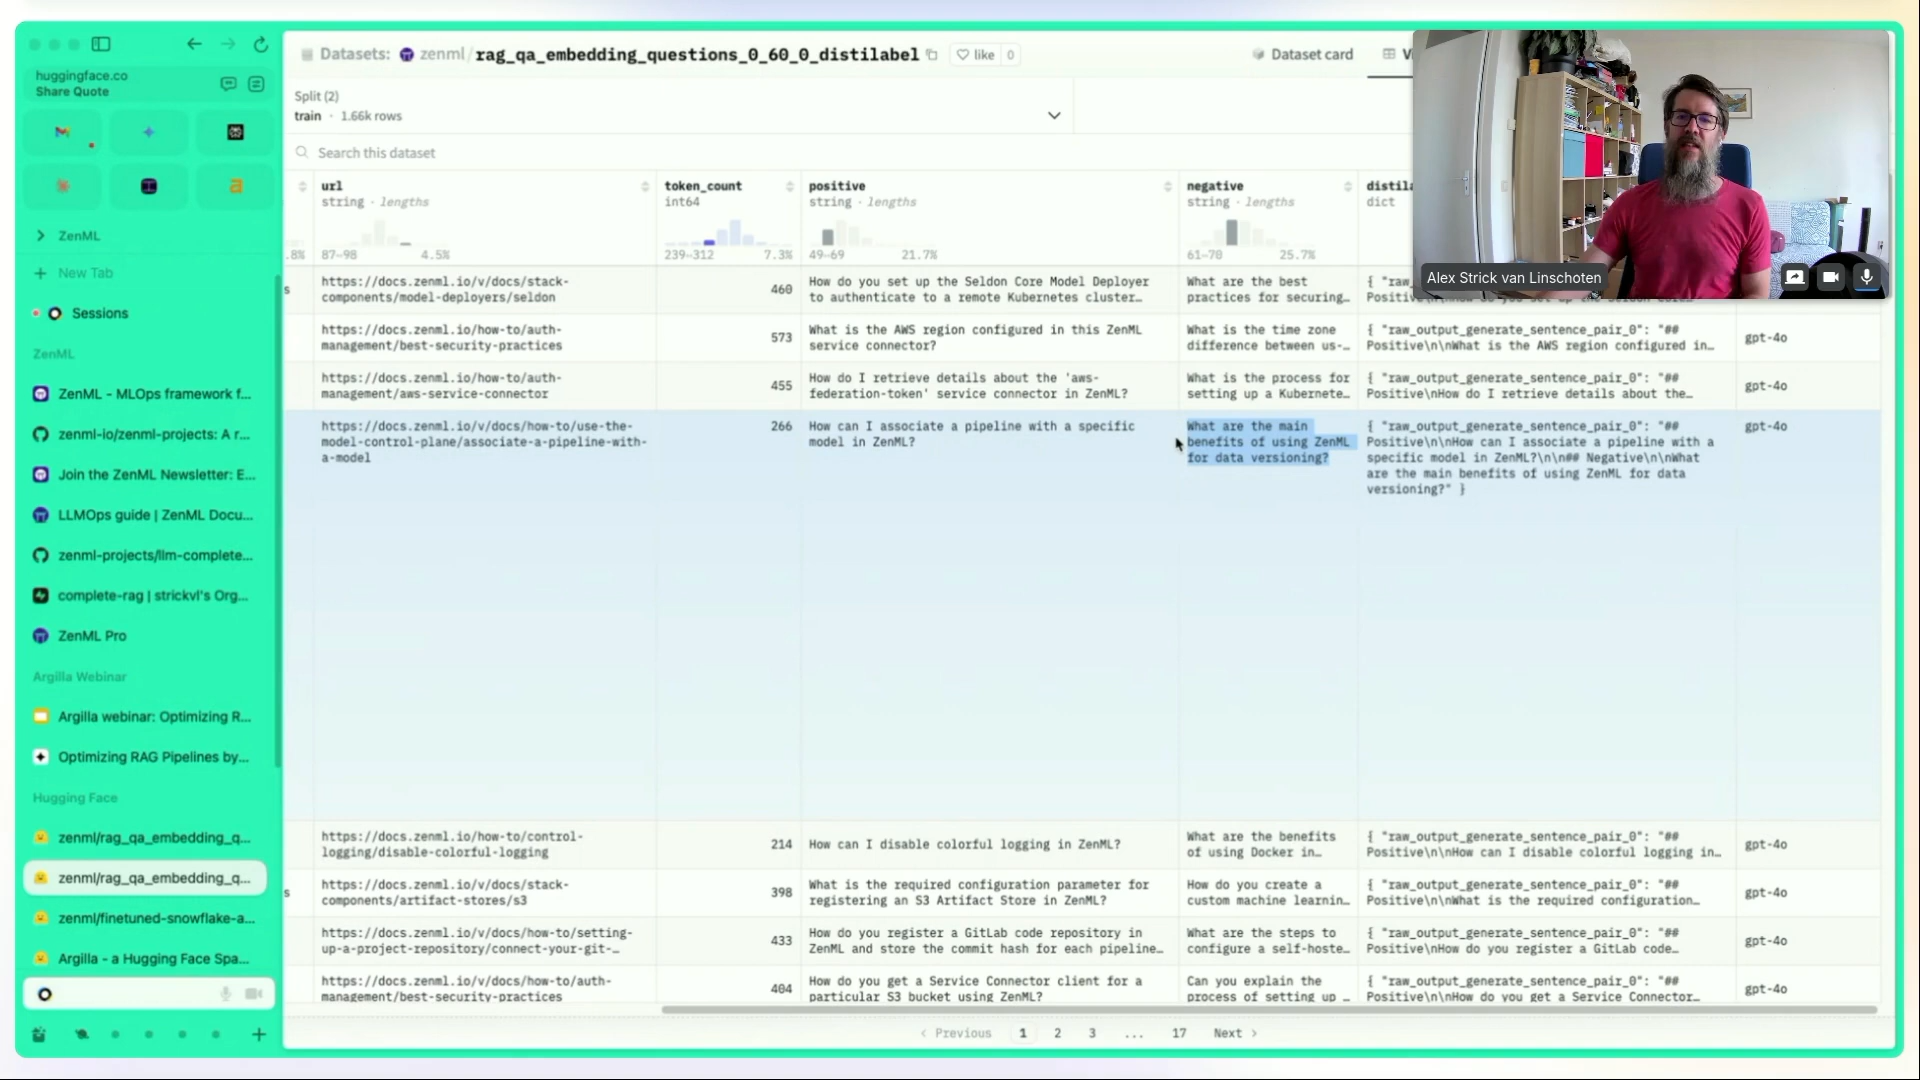 huggingface.co
Share Quote
ZenML
New Tab
Sessions
ZenML
ZenML - MLOps framework f...
zenml-io/zenml-projects: A r...
Join the ZenML Newsletter: E...
LLMOps guide | ZenML Docu...
zenml-projects/llm-complete...
complete-rag | strickvl's Org...
ZenML Pro
Argilla Webinar
Argilla webinar: Optimizing R...
Optimizing RAG Pipelines by...
Hugging Face
zenml/rag_qa_embedding_q...
zenml/rag_qa_embedding_q...
zenml/finetuned-snowflake-a...
Argilla - a Hugging Face Spa...
Datasets: zenml/rag_qa_embedding_questions_0_60_0_distilabel like 0
Dataset card
Split (2)
train · 1.66k rows
Search this dataset
url
string · lengths
87–98 4.5%
token_count
int64
239–312 7.3%
positive
string · lengths
49–69 21.7%
negative
string · lengths
61–70 25.7%
distila
dict
.8%
Alex Strick van Linschoten
s
https://docs.zenml.io/v/docs/stack-
components/model-deployers/seldon
460
How do you set up the Seldon Core Model Deployer
to authenticate to a remote Kubernetes cluster…
What are the best
practices for securing…
https://docs.zenml.io/how-to/auth-
management/best-security-practices
573
What is the AWS region configured in this ZenML
service connector?
What is the time zone
difference between us-…
{ "raw_output_generate_sentence_pair_0": "##
Positive\n\nWhat is the AWS region configured in…
gpt-4o
https://docs.zenml.io/how-to/auth-
management/aws-service-connector
455
How do I retrieve details about the 'aws-
federation-token' service connector in ZenML?
What is the process for
setting up a Kubernete…
{ "raw_output_generate_sentence_pair_0": "##
Positive\n\nHow do I retrieve details about the…
gpt-4o
https://docs.zenml.io/v/docs/how-to/use-the-
model-control-plane/associate-a-pipeline-with-
a-model
266
How can I associate a pipeline with a specific
model in ZenML?
What are the main
benefits of using ZenML
for data versioning?
{ "raw_output_generate_sentence_pair_0": "##
Positive\n\nHow can I associate a pipeline with a
specific model in ZenML?\n\n## Negative\n\nWhat
are the main benefits of using ZenML for data
versioning?" }
gpt-4o
https://docs.zenml.io/how-to/control-
logging/disable-colorful-logging
214
How can I disable colorful logging in ZenML?
What are the benefits
of using Docker in…
{ "raw_output_generate_sentence_pair_0": "##
Positive\n\nHow can I disable colorful logging in…
gpt-4o
s
https://docs.zenml.io/v/docs/stack-
components/artifact-stores/s3
398
What is the required configuration parameter for
registering an S3 Artifact Store in ZenML?
How do you create a
custom machine learnin…
{ "raw_output_generate_sentence_pair_0": "##
Positive\n\nWhat is the required configuration…
gpt-4o
https://docs.zenml.io/v/docs/how-to/setting-
up-a-project-repository/connect-your-git-…
433
How do you register a GitLab code repository in
ZenML and store the commit hash for each pipeline…
What are the steps to
configure a self-hoste…
{ "raw_output_generate_sentence_pair_0": "##
Positive\n\nHow do you register a GitLab code…
gpt-4o
https://docs.zenml.io/v/docs/how-to/auth-
management/best-security-practices
404
How do you get a Service Connector client for a
particular S3 bucket using ZenML?
Can you explain the
process of setting up …
{ "raw_output_generate_sentence_pair_0": "##
Positive\n\nHow do you get a Service Connector…
gpt-4o
Previous 1 2 3 ... 17 Next